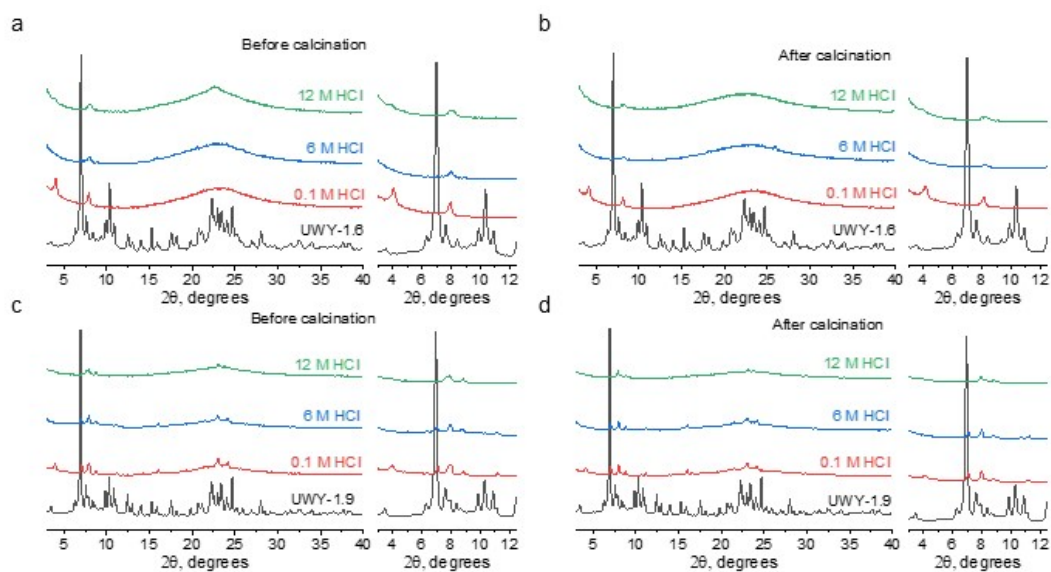 a
Before calcination
12 M HCl
6 M HCl
0.1 M HCl
UWY-1.6
5 10 15 20 25 30 35 40
4 6 8 10 12
2θ, degrees
2θ, degrees
b
After calcination
12 M HCl
6 M HCl
0.1 M HCl
UWY-1.6
5 10 15 20 25 30 35 40
4 6 8 10 12
2θ, degrees
2θ, degrees
c
Before calcination
12 M HCl
6 M HCl
0.1 M HCl
UWY-1.9
5 10 15 20 25 30 35 40
4 6 8 10 12
2θ, degrees
2θ, degrees
d
After calcination
12 M HCl
6 M HCl
0.1 M HCl
UWY-1.9
5 10 15 20 25 30 35 40
4 6 8 10 12
2θ, degrees
2θ, degrees